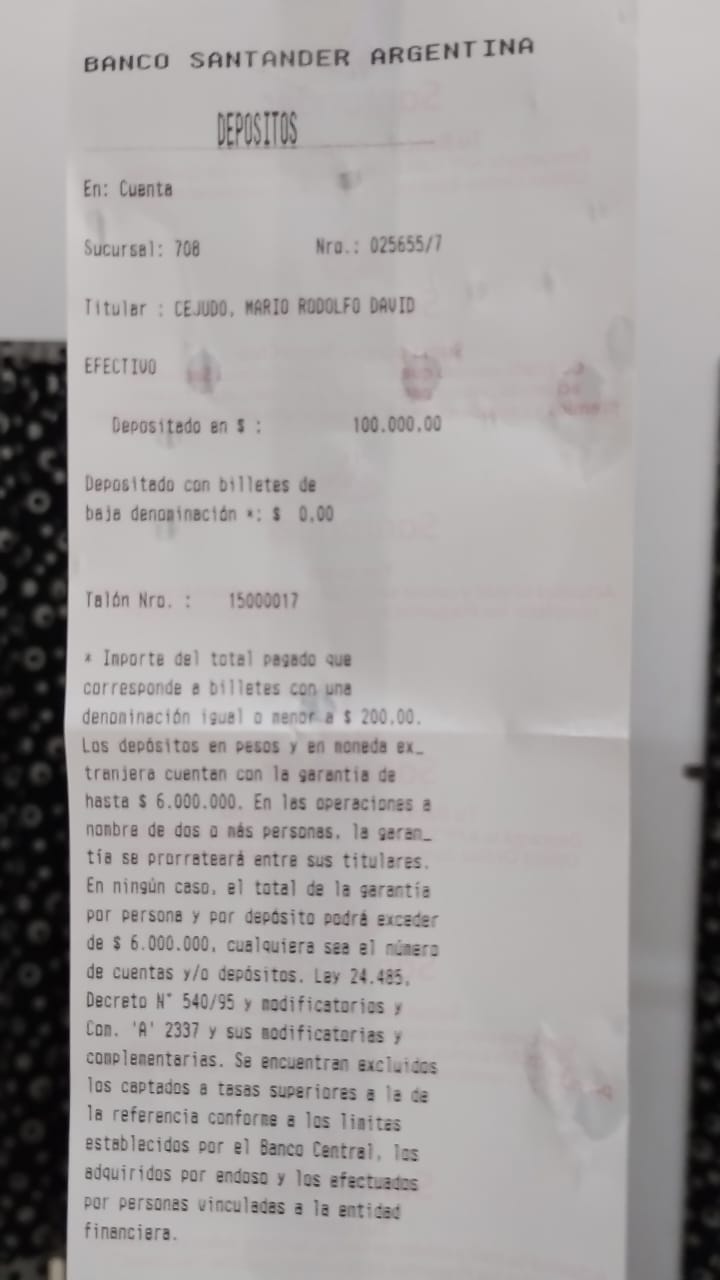 BANCO SANTANDER ARGENTINA
DEPOSITOS
En: Cuenta
Sucursal: 708 Nro.: 025655/7
Titular : CEJUDO, MARIO RODOLFO DAVID
EFECTIVO
Depositado en $ : 100.000,00
Depositado con billetes de
baja denominación *: $ 0,00
Talón Nro. : 15000017
* Importe del total pagado que
corresponde a billetes con una
denominación igual o menor a $ 200,00.
Los depósitos en pesos y en moneda ex_
tranjera cuentan con la garantia de
hasta $ 6.000.000. En las operaciones a
nombre de dos o más personas, la garan_
tía se prorrateará entre sus titulares.
En ningún caso, el total de la garantía
por persona y por depósito podrá exceder
de $ 6.000.000, cualquiera sea el número
de cuentas y/o depósitos. Ley 24.485,
Decreto N° 540/95 y modificatorios y
Com. 'A' 2337 y sus modificatorias y
complementarias. Se encuentran excluidos
los captados a tasas superiores a la de
la referencia conforme a los limites
establecidos por el Banco Central, los
adquiridos por endoso y los efectuados
por personas vinculadas a la entidad
financiera.